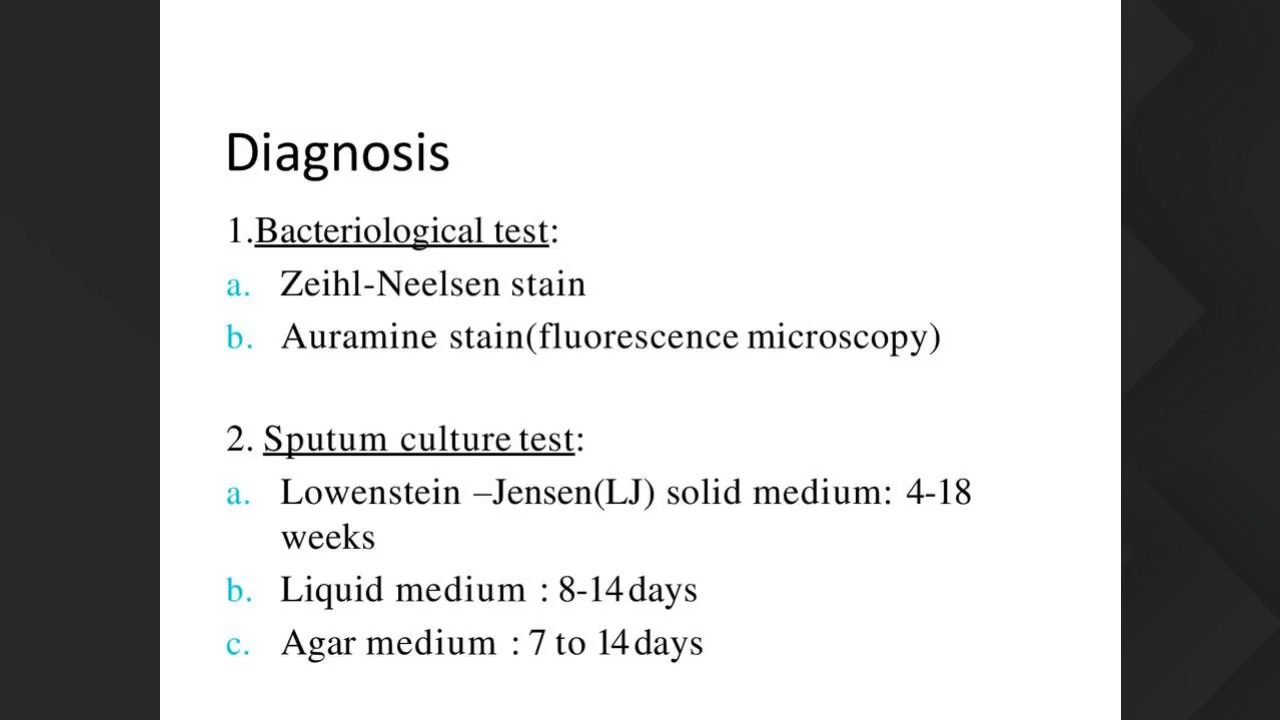 Diagnosis
1.Bacteriological test:
a. Zeihl-Neelsen stain
b. Auramine stain(fluorescence microscopy)
2. Sputum culture test:
a. Lowenstein –Jensen(LJ) solid medium: 4-18
weeks
b. Liquid medium : 8-14 days
c. Agar medium : 7 to 14 days